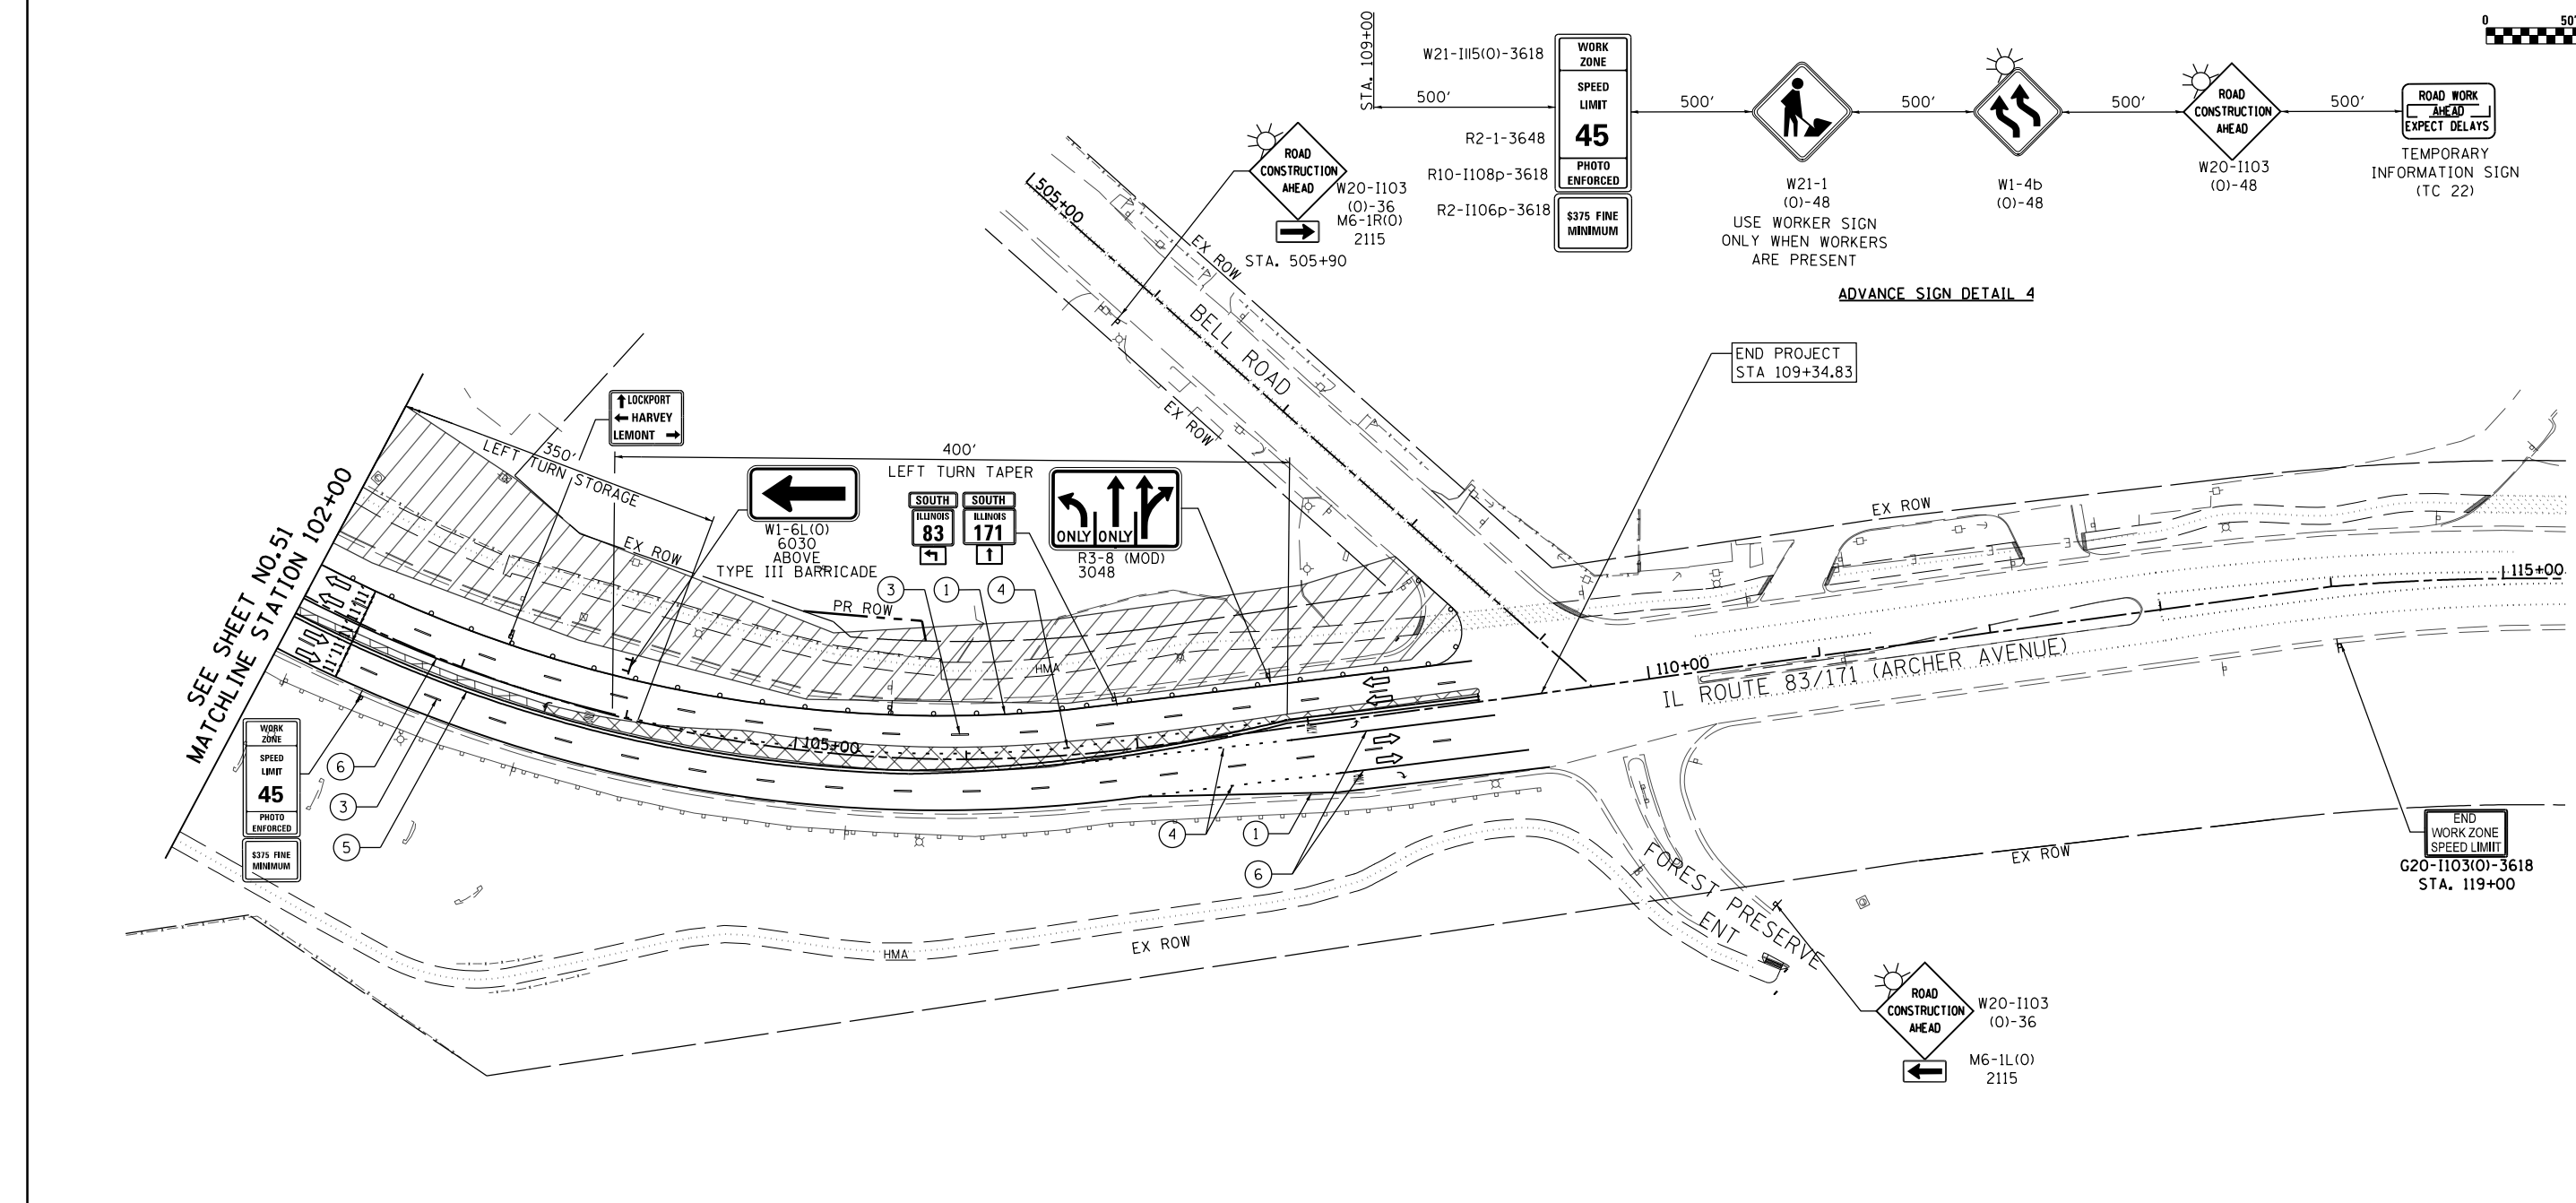 0 50'
STA. 109+00
500'
W21-I115(O)-3618
R2-1-3648
R10-I108p-3618
R2-I106p-3618
WORK
ZONE
SPEED
LIMIT
45
PHOTO
ENFORCED
$375 FINE
MINIMUM
500'
W21-1
(O)-48
USE WORKER SIGN
ONLY WHEN WORKERS
ARE PRESENT
500'
W1-4b
(O)-48
500'
ROAD
CONSTRUCTION
AHEAD
W20-I103
(O)-48
500'
ROAD WORK
AHEAD
EXPECT DELAYS
TEMPORARY
INFORMATION SIGN
(TC 22)
ADVANCE SIGN DETAIL 4
ROAD
CONSTRUCTION
AHEAD
W20-I103
(O)-36
M6-1R(O)
2115
STA. 505+90
505+00
EX ROW
BELL ROAD
EX ROW
END PROJECT
STA 109+34.83
LOCKPORT
HARVEY
LEMONT
350'
LEFT TURN STORAGE
400'
LEFT TURN TAPER
W1-6L(O)
6030
ABOVE
TYPE III BARRICADE
SOUTH
ILLINOIS
83
SOUTH
ILLINOIS
171
ONLY ONLY
R3-8 (MOD)
3048
EX ROW
PR ROW
3
1
4
HMA
SEE SHEET NO.51
MATCHLINE STATION 102+00
105+00
110+00
115+00
EX ROW
IL ROUTE 83/171 (ARCHER AVENUE)
WORK
ZONE
SPEED
LIMIT
45
PHOTO
ENFORCED
$375 FINE
MINIMUM
6
3
5
4
1
6
HMA
EX ROW
FOREST PRESERVE
ENT
EX ROW
END
WORK ZONE
SPEED LIMIT
G20-I103(O)-3618
STA. 119+00
ROAD
CONSTRUCTION
AHEAD
W20-I103
(O)-36
M6-1L(O)
2115